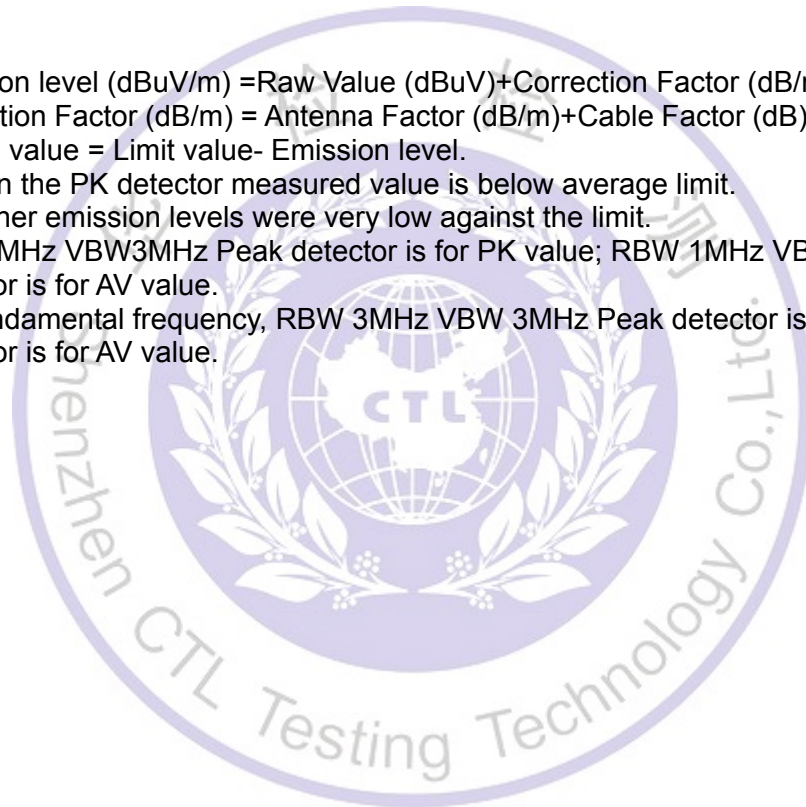 on level (dBuV/m) =Raw Value (dBuV)+Correction Factor (dB/
tion Factor (dB/m) = Antenna Factor (dB/m)+Cable Factor (dB)
value = Limit value- Emission level.
n the PK detector measured value is below average limit.
ner emission levels were very low against the limit.
MHz VBW3MHz Peak detector is for PK value; RBW 1MHz VB
or is for AV value.
ndamental frequency, RBW 3MHz VBW 3MHz Peak detector is
or is for AV value.
CTL
Shenzhen CTL Testing Technology Co., Ltd.